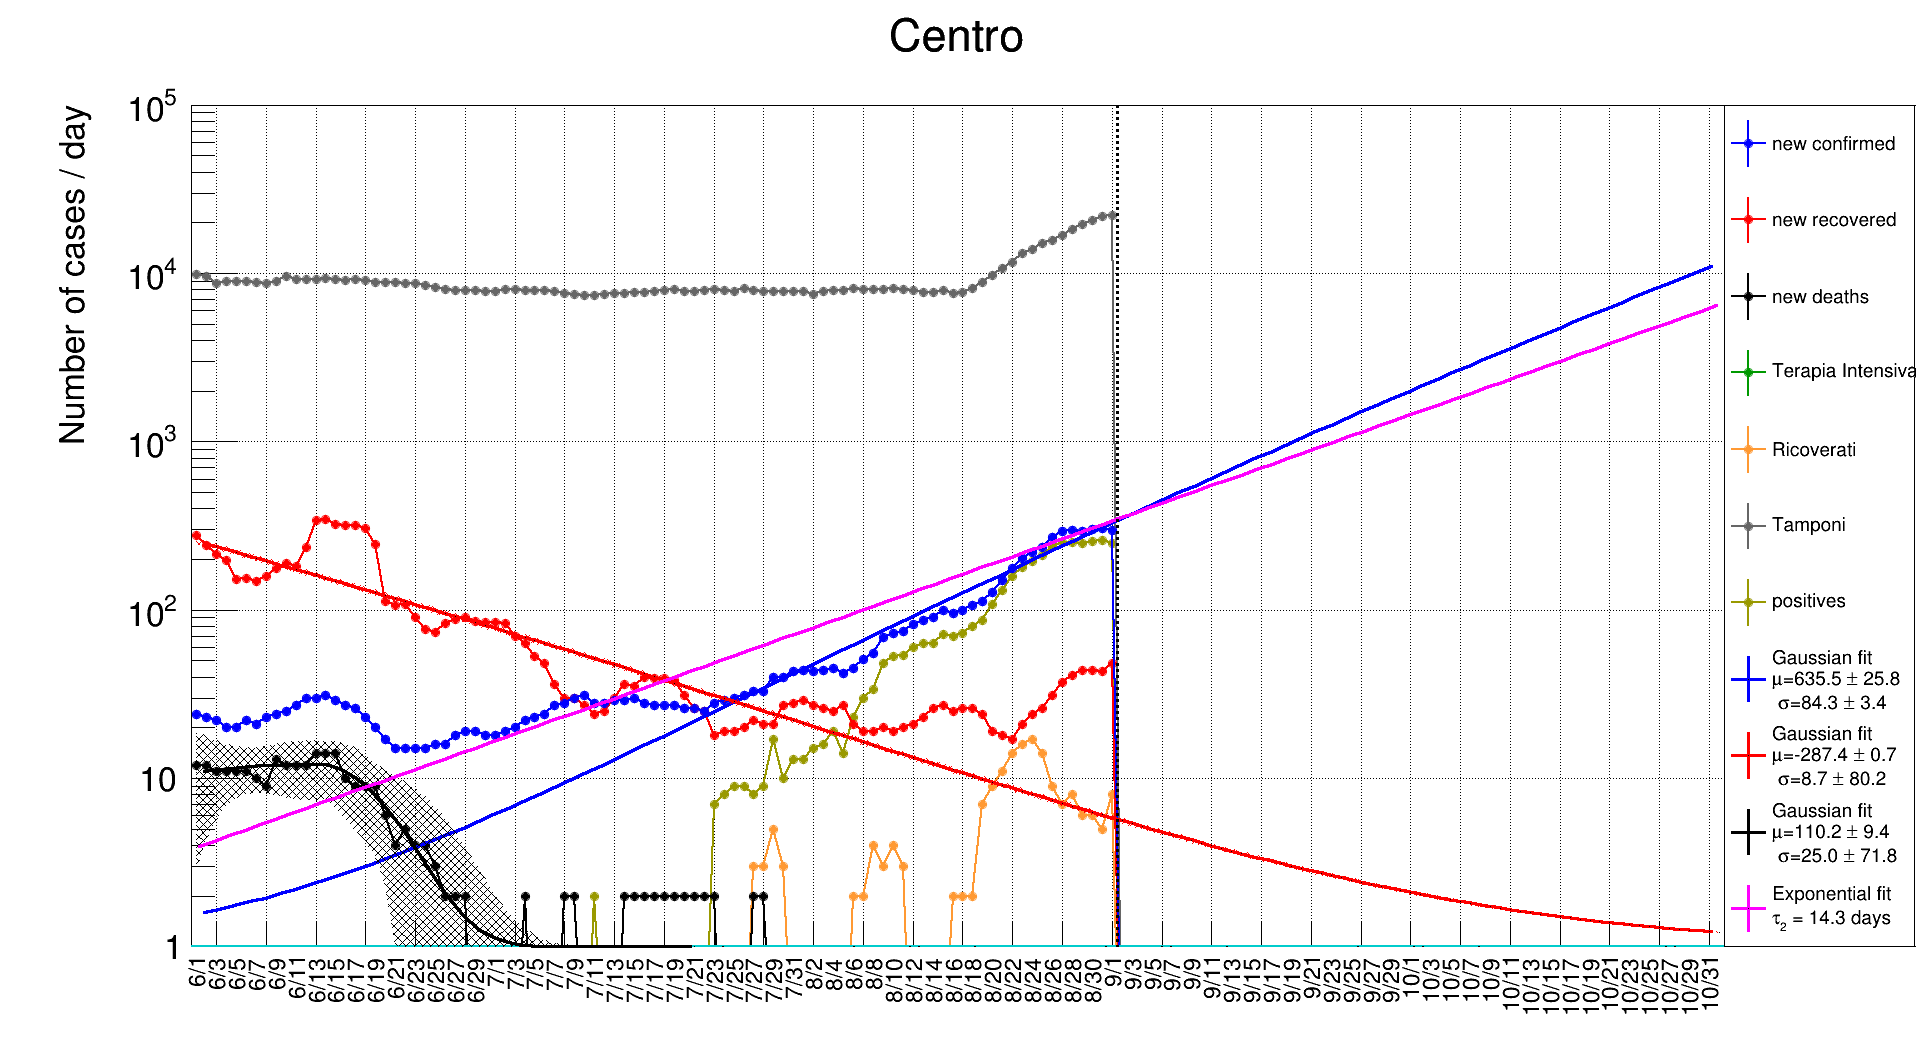 Centro
Number of cases / day
10^5
10^4
10^3
10^2
10
1
6/1 6/3 6/5 6/7 6/9 6/11 6/13 6/15 6/17 6/19 6/21 6/23 6/25 6/27 6/29 7/1 7/3 7/5 7/7 7/9 7/11 7/13 7/15 7/17 7/19 7/21 7/23 7/25 7/27 7/29 7/31 8/2 8/4 8/6 8/8 8/10 8/12 8/14 8/16 8/18 8/20 8/22 8/24 8/26 8/28 8/30 9/1 9/3 9/5 9/7 9/9 9/11 9/13 9/15 9/17 9/19 9/21 9/23 9/25 9/27 9/29 10/1 10/3 10/5 10/7 10/9 10/11 10/13 10/15 10/17 10/19 10/21 10/23 10/25 10/27 10/29 10/31
new confirmed
new recovered
new deaths
Terapia Intensiva
Ricoverati
Tamponi
positives
Gaussian fit
μ=635.5 ± 25.8
σ=84.3 ± 3.4
Gaussian fit
μ=-287.4 ± 0.7
σ=8.7 ± 80.2
Gaussian fit
μ=110.2 ± 9.4
σ=25.0 ± 71.8
Exponential fit
τ₂ = 14.3 days